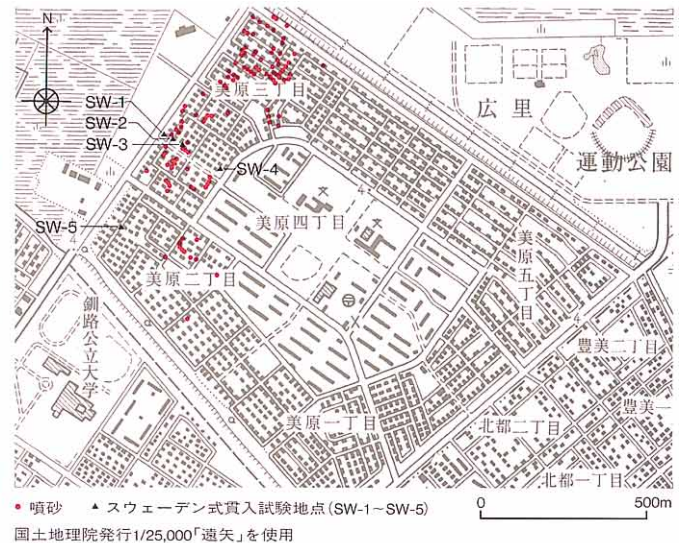 N
美原三丁目
広里
SW-1
SW-2
SW-3
運動公園
SW-4
4
美原四丁目
SW-5
4
美原五丁目
美原二丁目
釧路公立大学
4
豊美二丁目
美原一丁目
北都二丁目
豊美一
北都一丁目
● 噴砂 ▲ スウェーデン式貫入試験地点(SW-1~SW-5)
0 500m
国土地理院発行1/25,000「遠矢」を使用